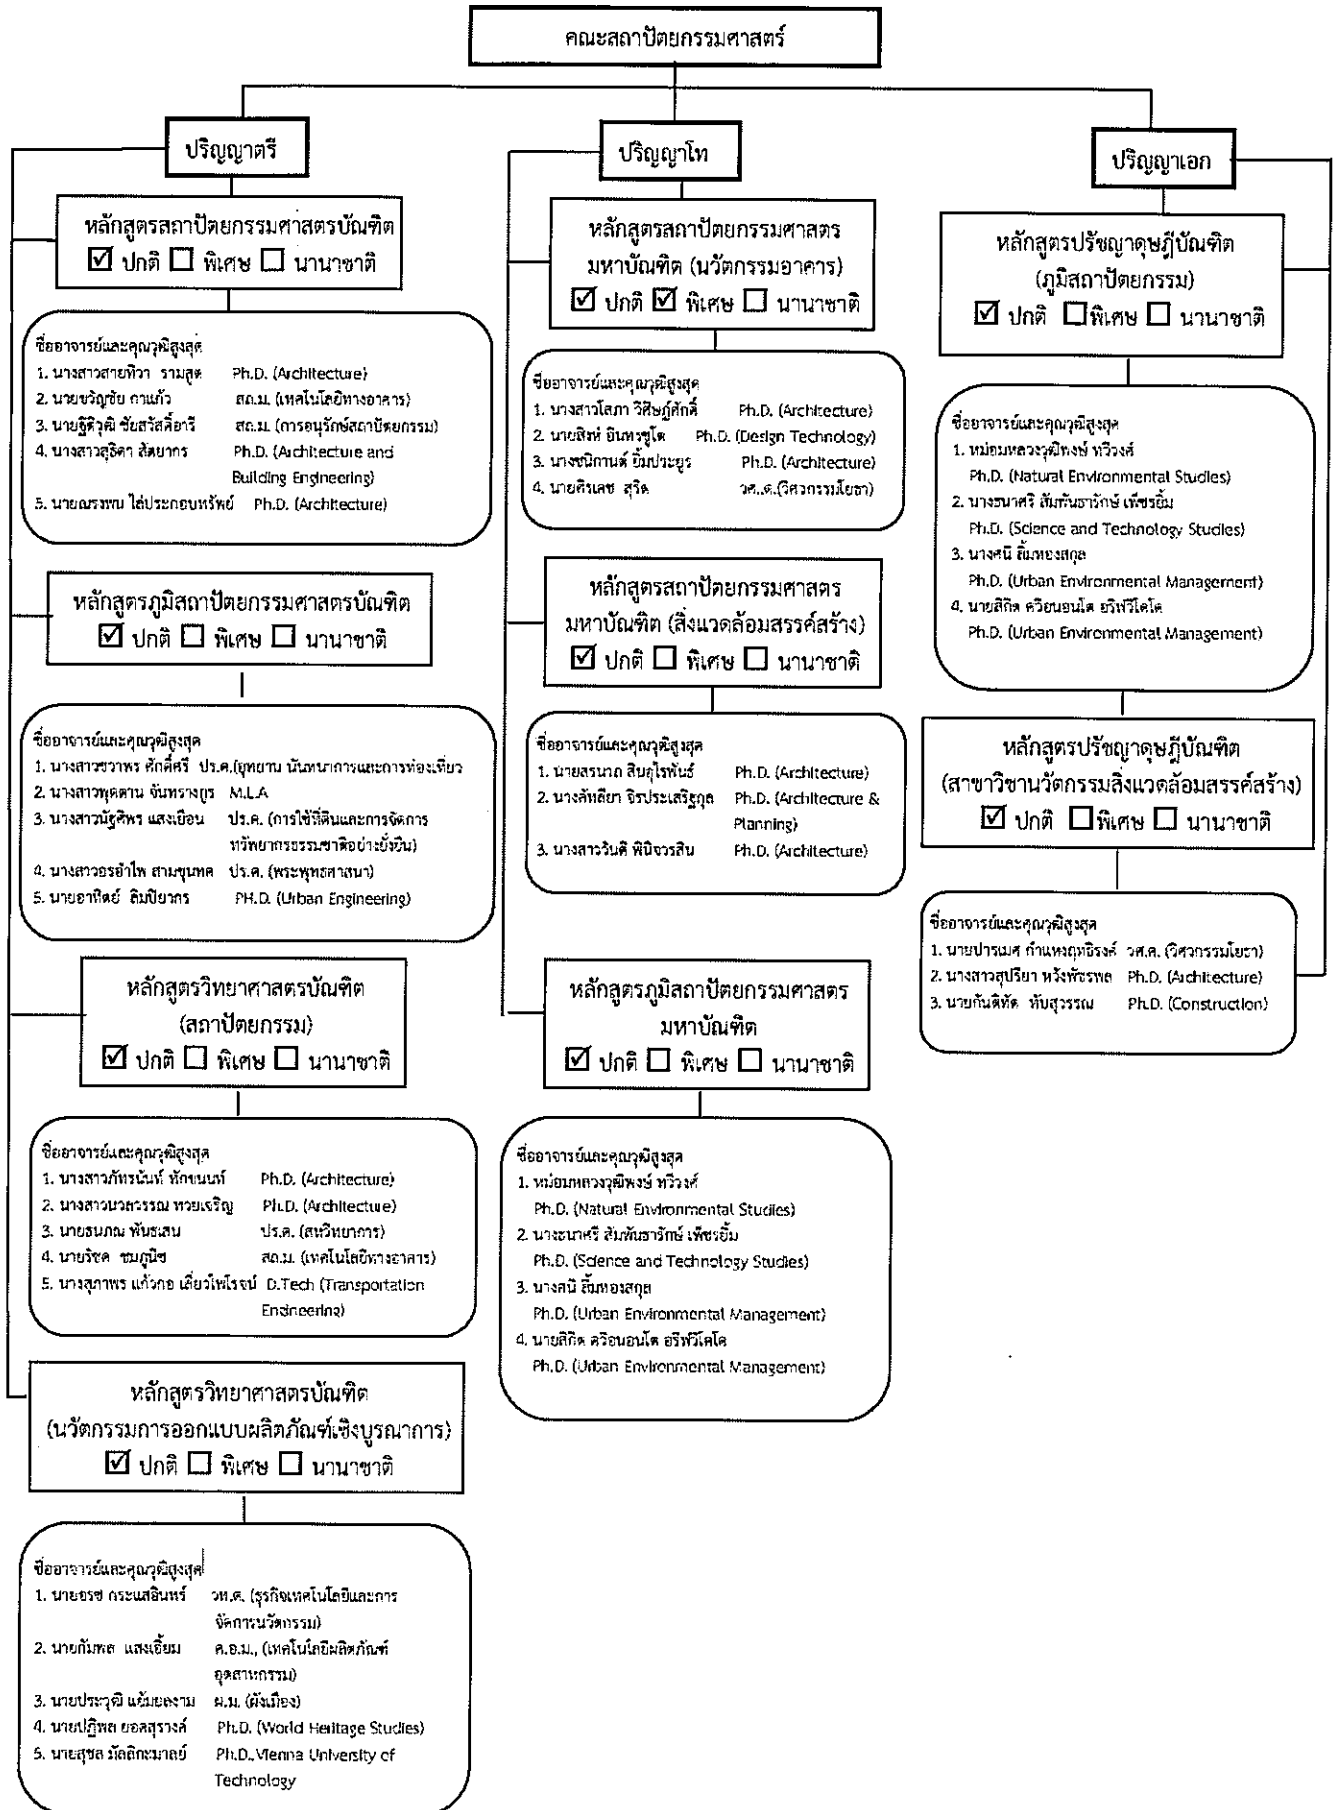 คณะสถาปัตยกรรมศาสตร์
ปริญญาตรี
หลักสูตรสถาปัตยกรรมศาสตรบัณฑิต
☑ ปกติ ☐ พิเศษ ☐ นานาชาติ
ชื่ออาจารย์และคุณวุฒิสูงสุด
1. นางสาวสายทิวา รามสูต Ph.D. (Architecture)
2. นายขวัญชัย กาแก้ว สถ.ม. (เทคโนโลยีทางอาคาร)
3. นายฐิติวุฒิ ชัยสวัสดิ์อารี สถ.ม. (การอนุรักษ์สถาปัตยกรรม)
4. นางสาวสุธิดา สัตยากร Ph.D. (Architecture and
Building Engineering)
5. นายณรงพน ไล่ประกอบทรัพย์ Ph.D. (Architecture)
หลักสูตรภูมิสถาปัตยกรรมศาสตรบัณฑิต
☑ ปกติ ☐ พิเศษ ☐ นานาชาติ
ชื่ออาจารย์และคุณวุฒิสูงสุด
1. นางสาวชวาพร ศักดิ์ศรี ปร.ด.(อุทยาน นันทนาการและการท่องเที่ยว
2. นางสาวพุดตาน จันทรางกูร M.L.A
3. นางสาวนัฐศิพร แสงเยือน ปร.ด. (การใช้ที่ดินและการจัดการ
ทรัพยากรธรรมชาติอย่างยั่งยืน)
4. นางสาวอรอำไพ สามขุนทด ปร.ด. (พระพุทธศาสนา)
5. นายอาทิตย์ ลิมปิยากร PH.D. (Urban Engineering)
หลักสูตรวิทยาศาสตรบัณฑิต
(สถาปัตยกรรม)
☑ ปกติ ☐ พิเศษ ☐ นานาชาติ
ชื่ออาจารย์และคุณวุฒิสูงสุด
1. นางสาวภัทรนันท์ ทักขนนท์ Ph.D. (Architecture)
2. นางสาวนวลวรรณ ทวยเจริญ Ph.D. (Architecture)
3. นายธนภณ พันธเสน ปร.ด. (สหวิทยาการ)
4. นายรัชด ชมภูนิช สถ.ม. (เทคโนโลยีทางอาคาร)
5. นางสุภาพร แก้วกอ เลี่ยวไพโรจน์ D.Tech (Transportation
Engineering)
หลักสูตรวิทยาศาสตรบัณฑิต
(นวัตกรรมการออกแบบผลิตภัณฑ์เชิงบูรณาการ)
☑ ปกติ ☐ พิเศษ ☐ นานาชาติ
ชื่ออาจารย์และคุณวุฒิสูงสุด
1. นายอรช กระแสอินทร์ วท.ด. (ธุรกิจเทคโนโลยีและการ
จัดการนวัตกรรม)
2. นายกัมพล แสงเอี้ยม ค.อ.ม., (เทคโนโลยีผลิตภัณฑ์
อุตสาหกรรม)
3. นายประวุฒิ แย้มยลงาม ผ.ม. (ผังเมือง)
4. นายปฏิพล ยอดสุรางค์ Ph.D. (World Heritage Studies)
5. นายสุชล มัลลิกะมาลย์ Ph.D.,Vienna University of
Technology
ปริญญาโท
หลักสูตรสถาปัตยกรรมศาสตร
มหาบัณฑิต (นวัตกรรมอาคาร)
☑ ปกติ ☑ พิเศษ ☐ นานาชาติ
ชื่ออาจารย์และคุณวุฒิสูงสุด
1. นางสาวโสภา วิศิษฏ์ศักดิ์ Ph.D. (Architecture)
2. นายสิงห์ อินทรชูโต Ph.D. (Design Technology)
3. นางชนิกานต์ ยิ้มประยูร Ph.D. (Architecture)
4. นายศิรเดช สุริต วศ.ด.(วิศวกรรมโยธา)
หลักสูตรสถาปัตยกรรมศาสตร
มหาบัณฑิต (สิ่งแวดล้อมสรรค์สร้าง)
☑ ปกติ ☐ พิเศษ ☐ นานาชาติ
ชื่ออาจารย์และคุณวุฒิสูงสุด
1. นายสรนาถ สินอุไรพันธ์ Ph.D. (Architecture)
2. นางคัทลียา จิรประเสริฐกุล Ph.D. (Architecture &
Planning)
3. นางสาววันดี พินิจวรสิน Ph.D. (Architecture)
หลักสูตรภูมิสถาปัตยกรรมศาสตร
มหาบัณฑิต
☑ ปกติ ☐ พิเศษ ☐ นานาชาติ
ชื่ออาจารย์และคุณวุฒิสูงสุด
1. หม่อมหลวงวุฒิพงษ์ ทวีวงศ์
Ph.D. (Natural Environmental Studies)
2. นางธนาศรี สัมพันธารักษ์ เพ็ชรยิ้ม
Ph.D. (Science and Technology Studies)
3. นางศนิ ลิ้มทองสกุล
Ph.D. (Urban Environmental Management)
4. นายสิกิต ควิอนอนโต อรีฟวิโดโด
Ph.D. (Urban Environmental Management)
ปริญญาเอก
หลักสูตรปรัชญาดุษฎีบัณฑิต
(ภูมิสถาปัตยกรรม)
☑ ปกติ ☐พิเศษ ☐ นานาชาติ
ชื่ออาจารย์และคุณวุฒิสูงสุด
1. หม่อมหลวงวุฒิพงษ์ ทวีวงศ์
Ph.D. (Natural Environmental Studies)
2. นางธนาศรี สัมพันธารักษ์ เพ็ชรยิ้ม
Ph.D. (Science and Technology Studies)
3. นางศนิ ลิ้มทองสกุล
Ph.D. (Urban Environmental Management)
4. นายสิกิต ควิอนอนโต อรีฟวิโดโด
Ph.D. (Urban Environmental Management)
หลักสูตรปรัชญาดุษฎีบัณฑิต
(สาขาวิชานวัตกรรมสิ่งแวดล้อมสรรค์สร้าง)
☑ ปกติ ☐พิเศษ ☐ นานาชาติ
ชื่ออาจารย์และคุณวุฒิสูงสุด
1. นายปารเมศ กำแหงฤทธิรงค์ วศ.ด. (วิศวกรรมโยธา)
2. นางสาวสุปรียา หวังพัชรพล Ph.D. (Architecture)
3. นายกันติทัต ทับสุวรรณ Ph.D. (Construction)